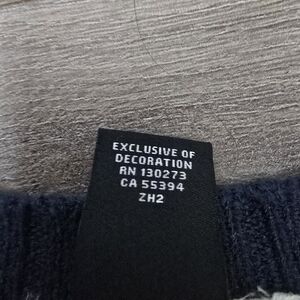 EXCLUSIVE OF
DECORATION
RN 130273
CA 55394
ZH2